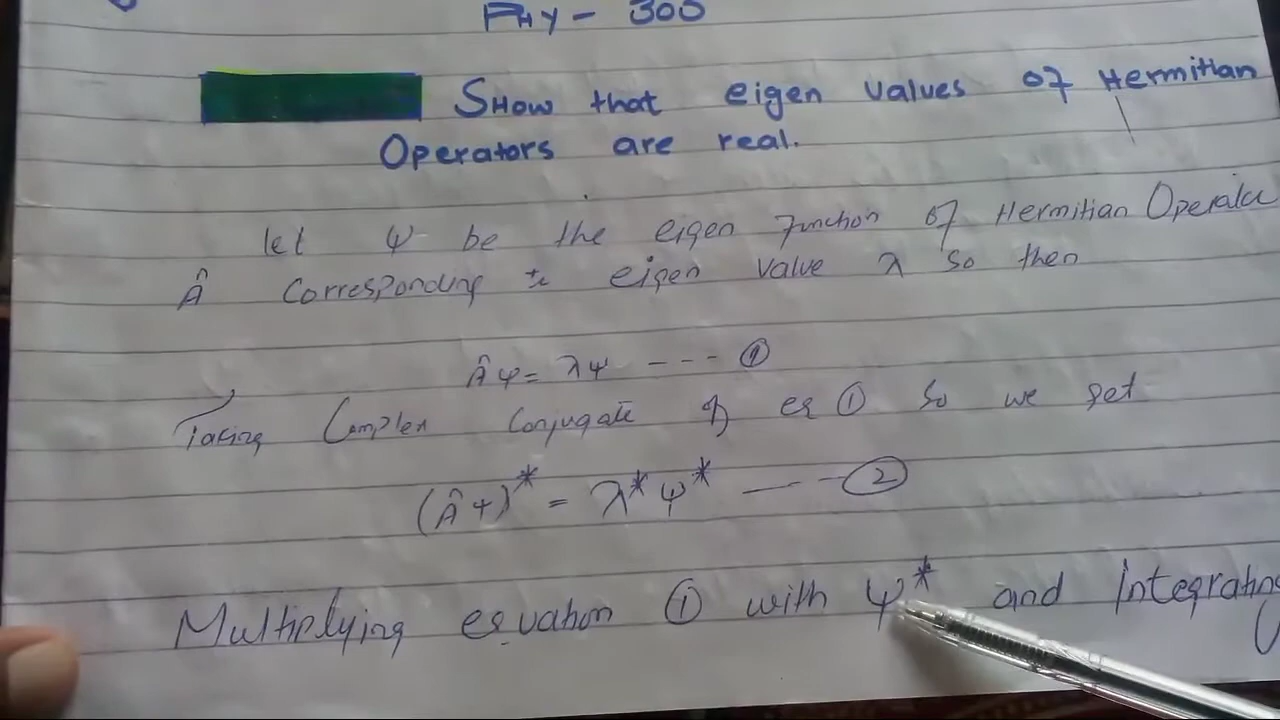 PHY - 300
Show that eigen values of Hermitian
Operators are real.
let ψ be the eigen function of Hermitian Operator
Â Corresponding to eigen value λ so then
Âψ = λψ --- ①
Taking Complex Conjugate of eq ① so we get
(Âψ)* = λ*ψ* --- ②
Multiplying equation ① with ψ* and Integrating